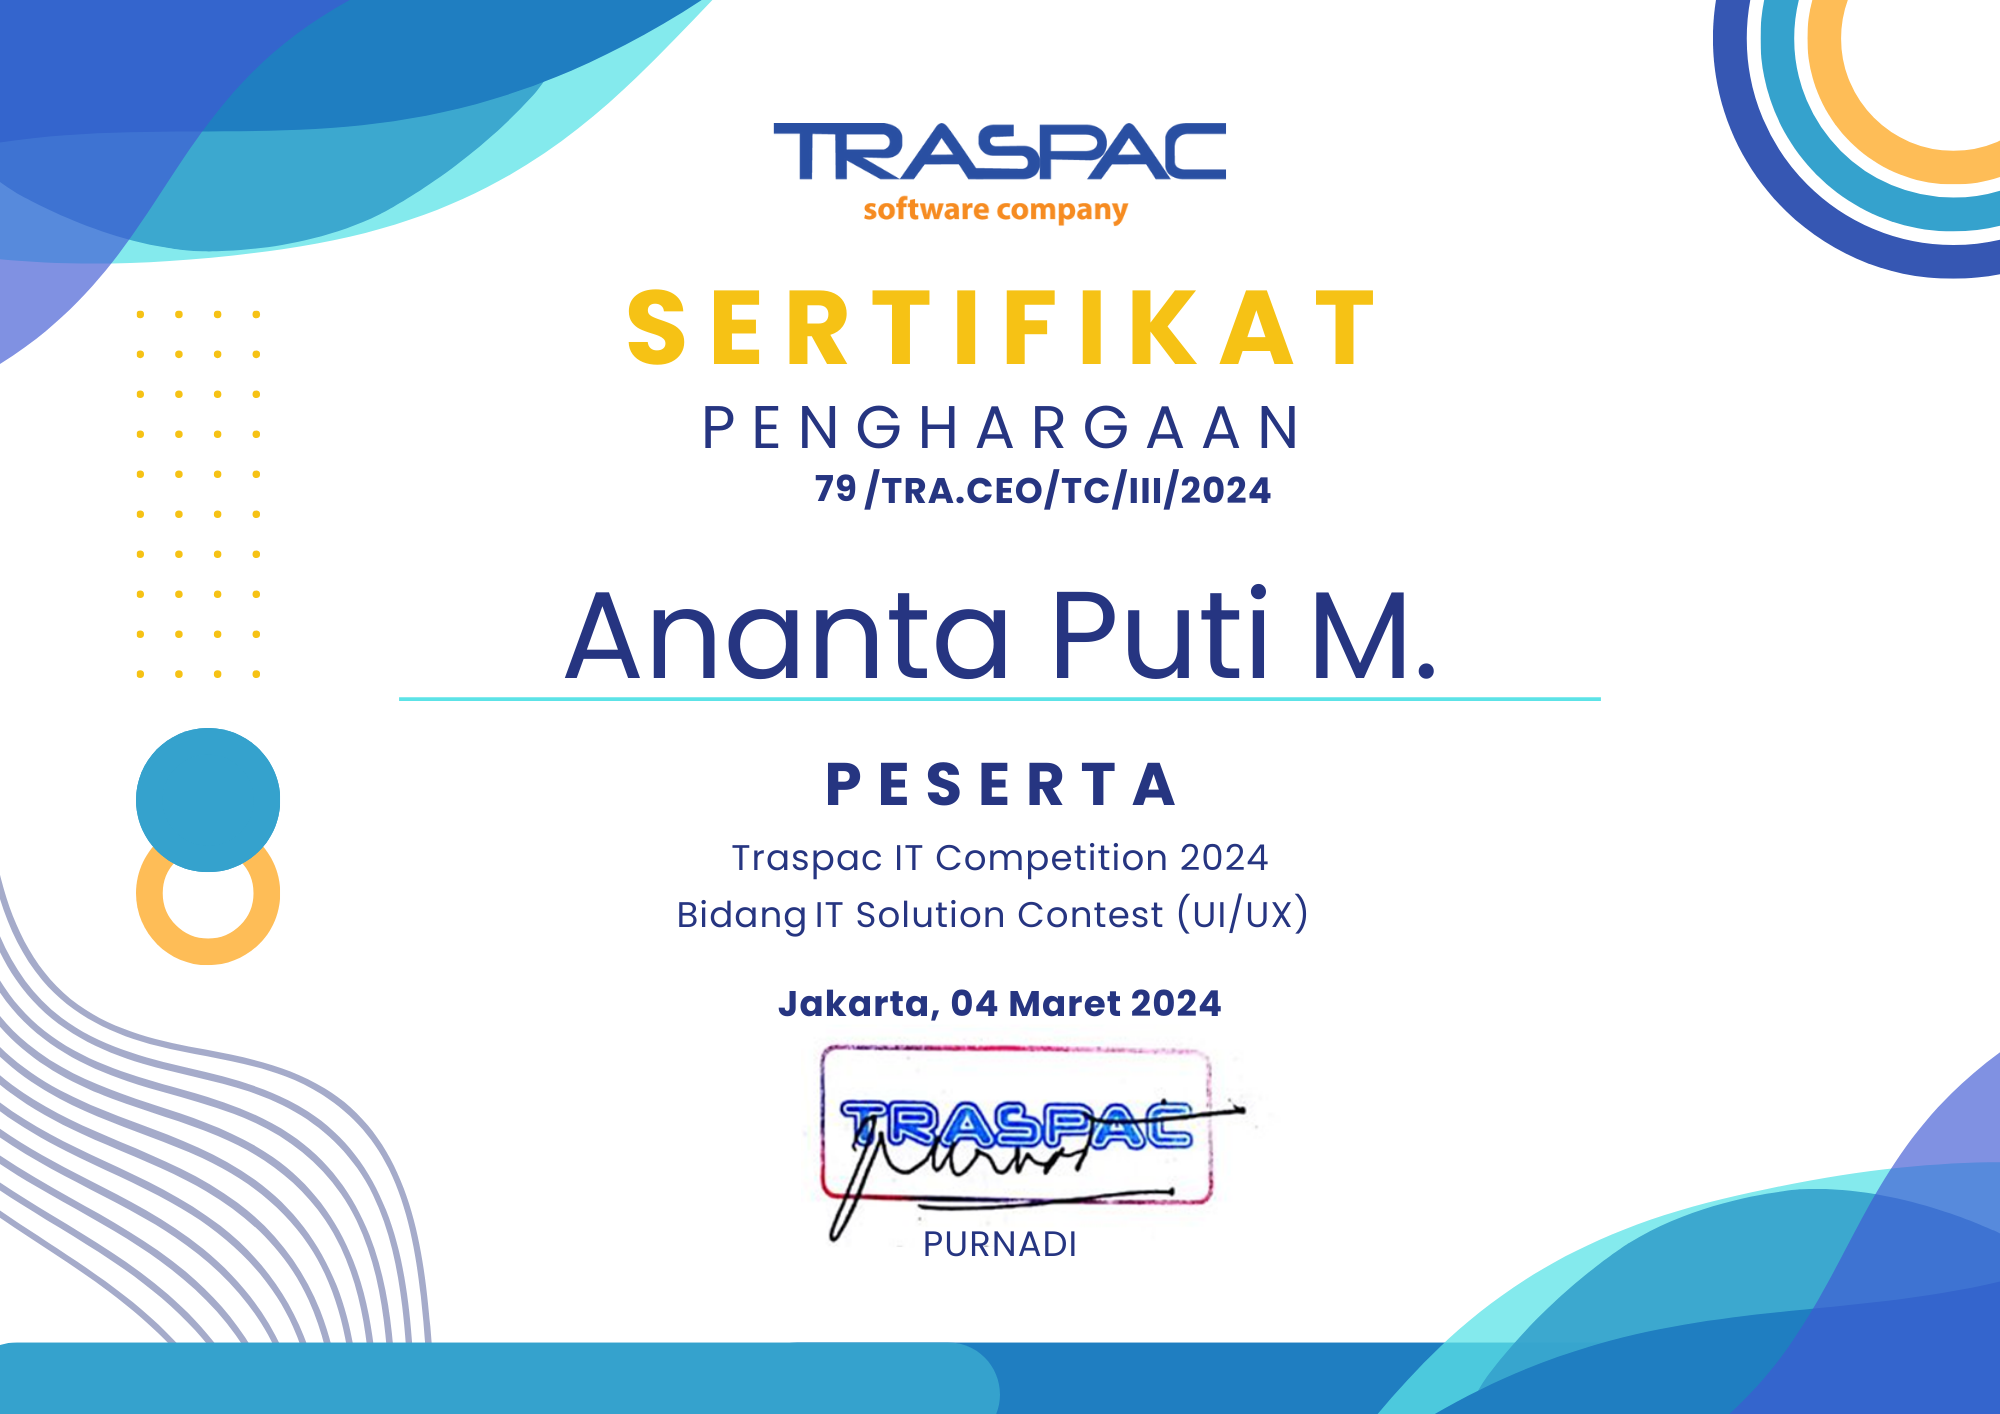 TRASPAC
software company
SERTIFIKAT
PENGHARGAAN
79 /TRA.CEO/TC/III/2024
Ananta Puti M.
PESERTA
Traspac IT Competition 2024
Bidang IT Solution Contest (UI/UX)
Jakarta, 04 Maret 2024
TRASPAC
PURNADI